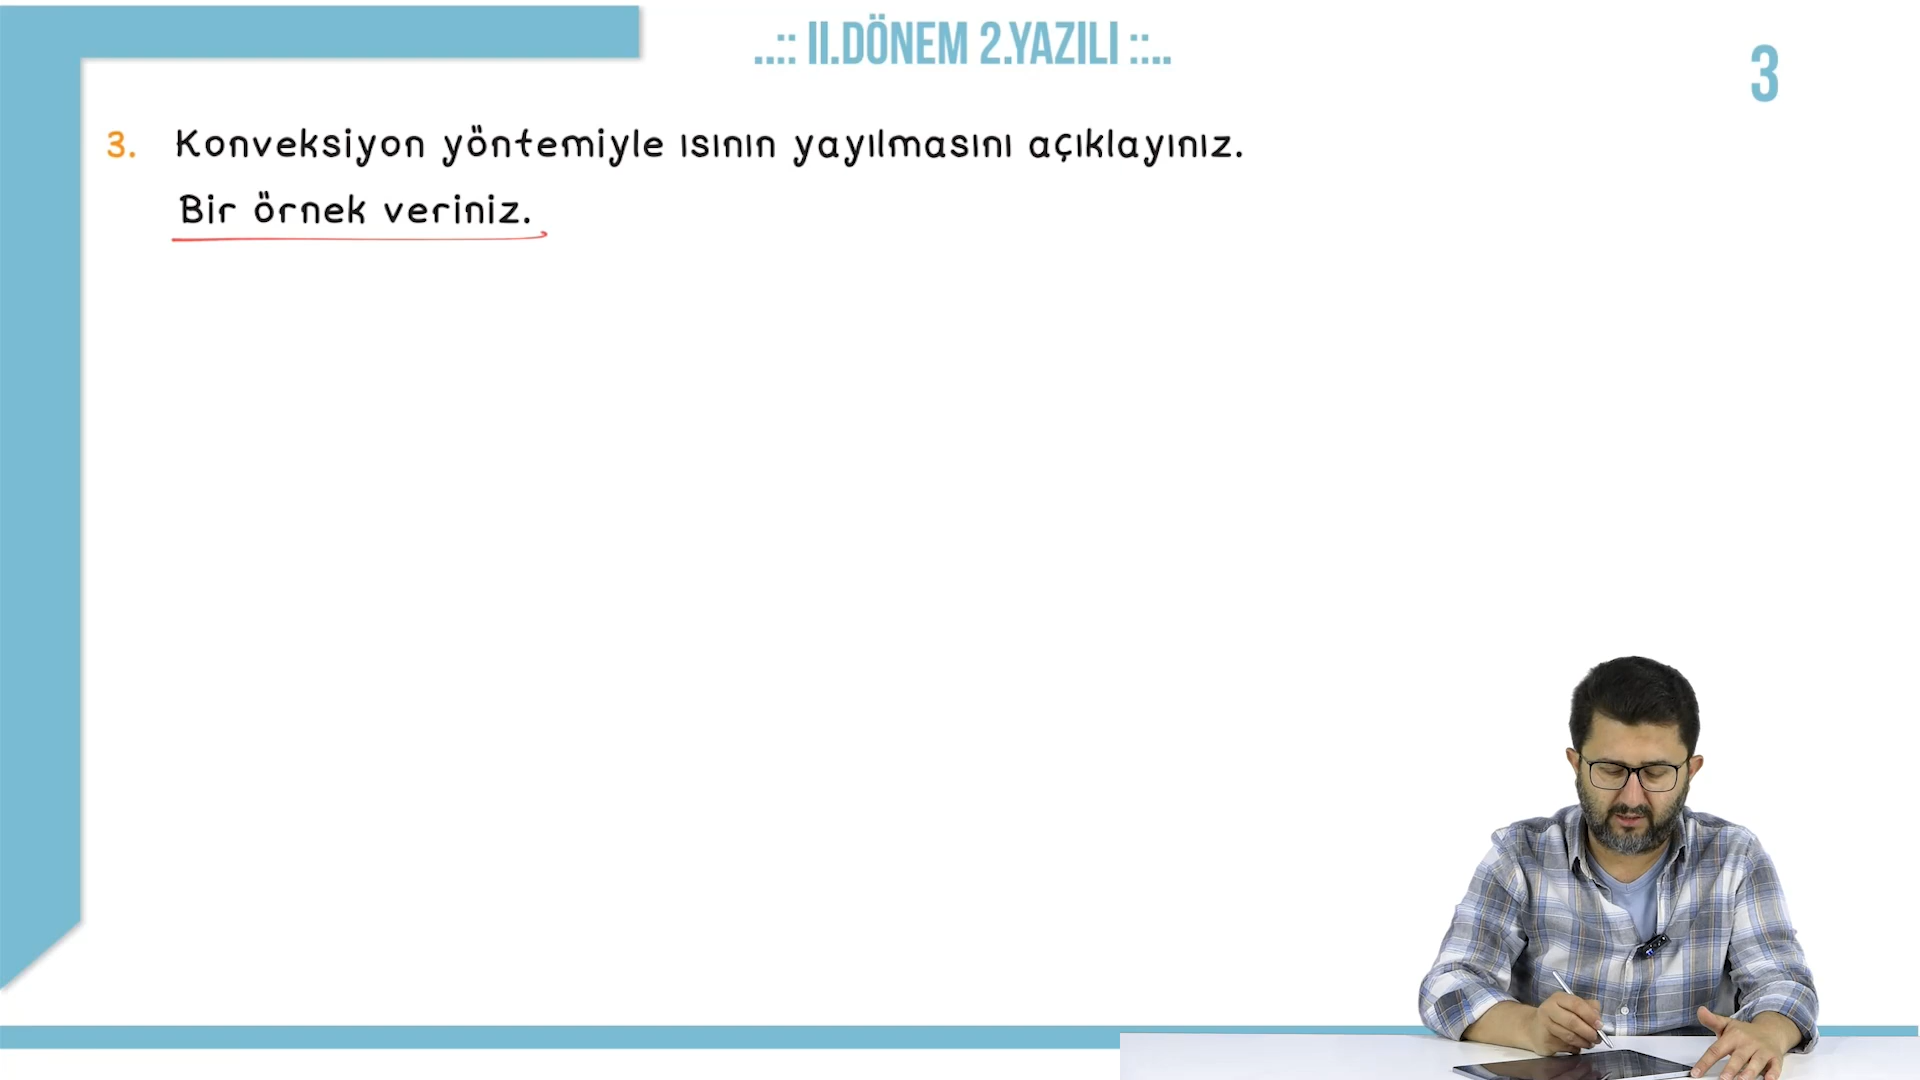 ..:: II.DÖNEM 2.YAZILI ::..
3
3. Konveksiyon yöntemiyle ısının yayılmasını açıklayınız.
Bir örnek veriniz.